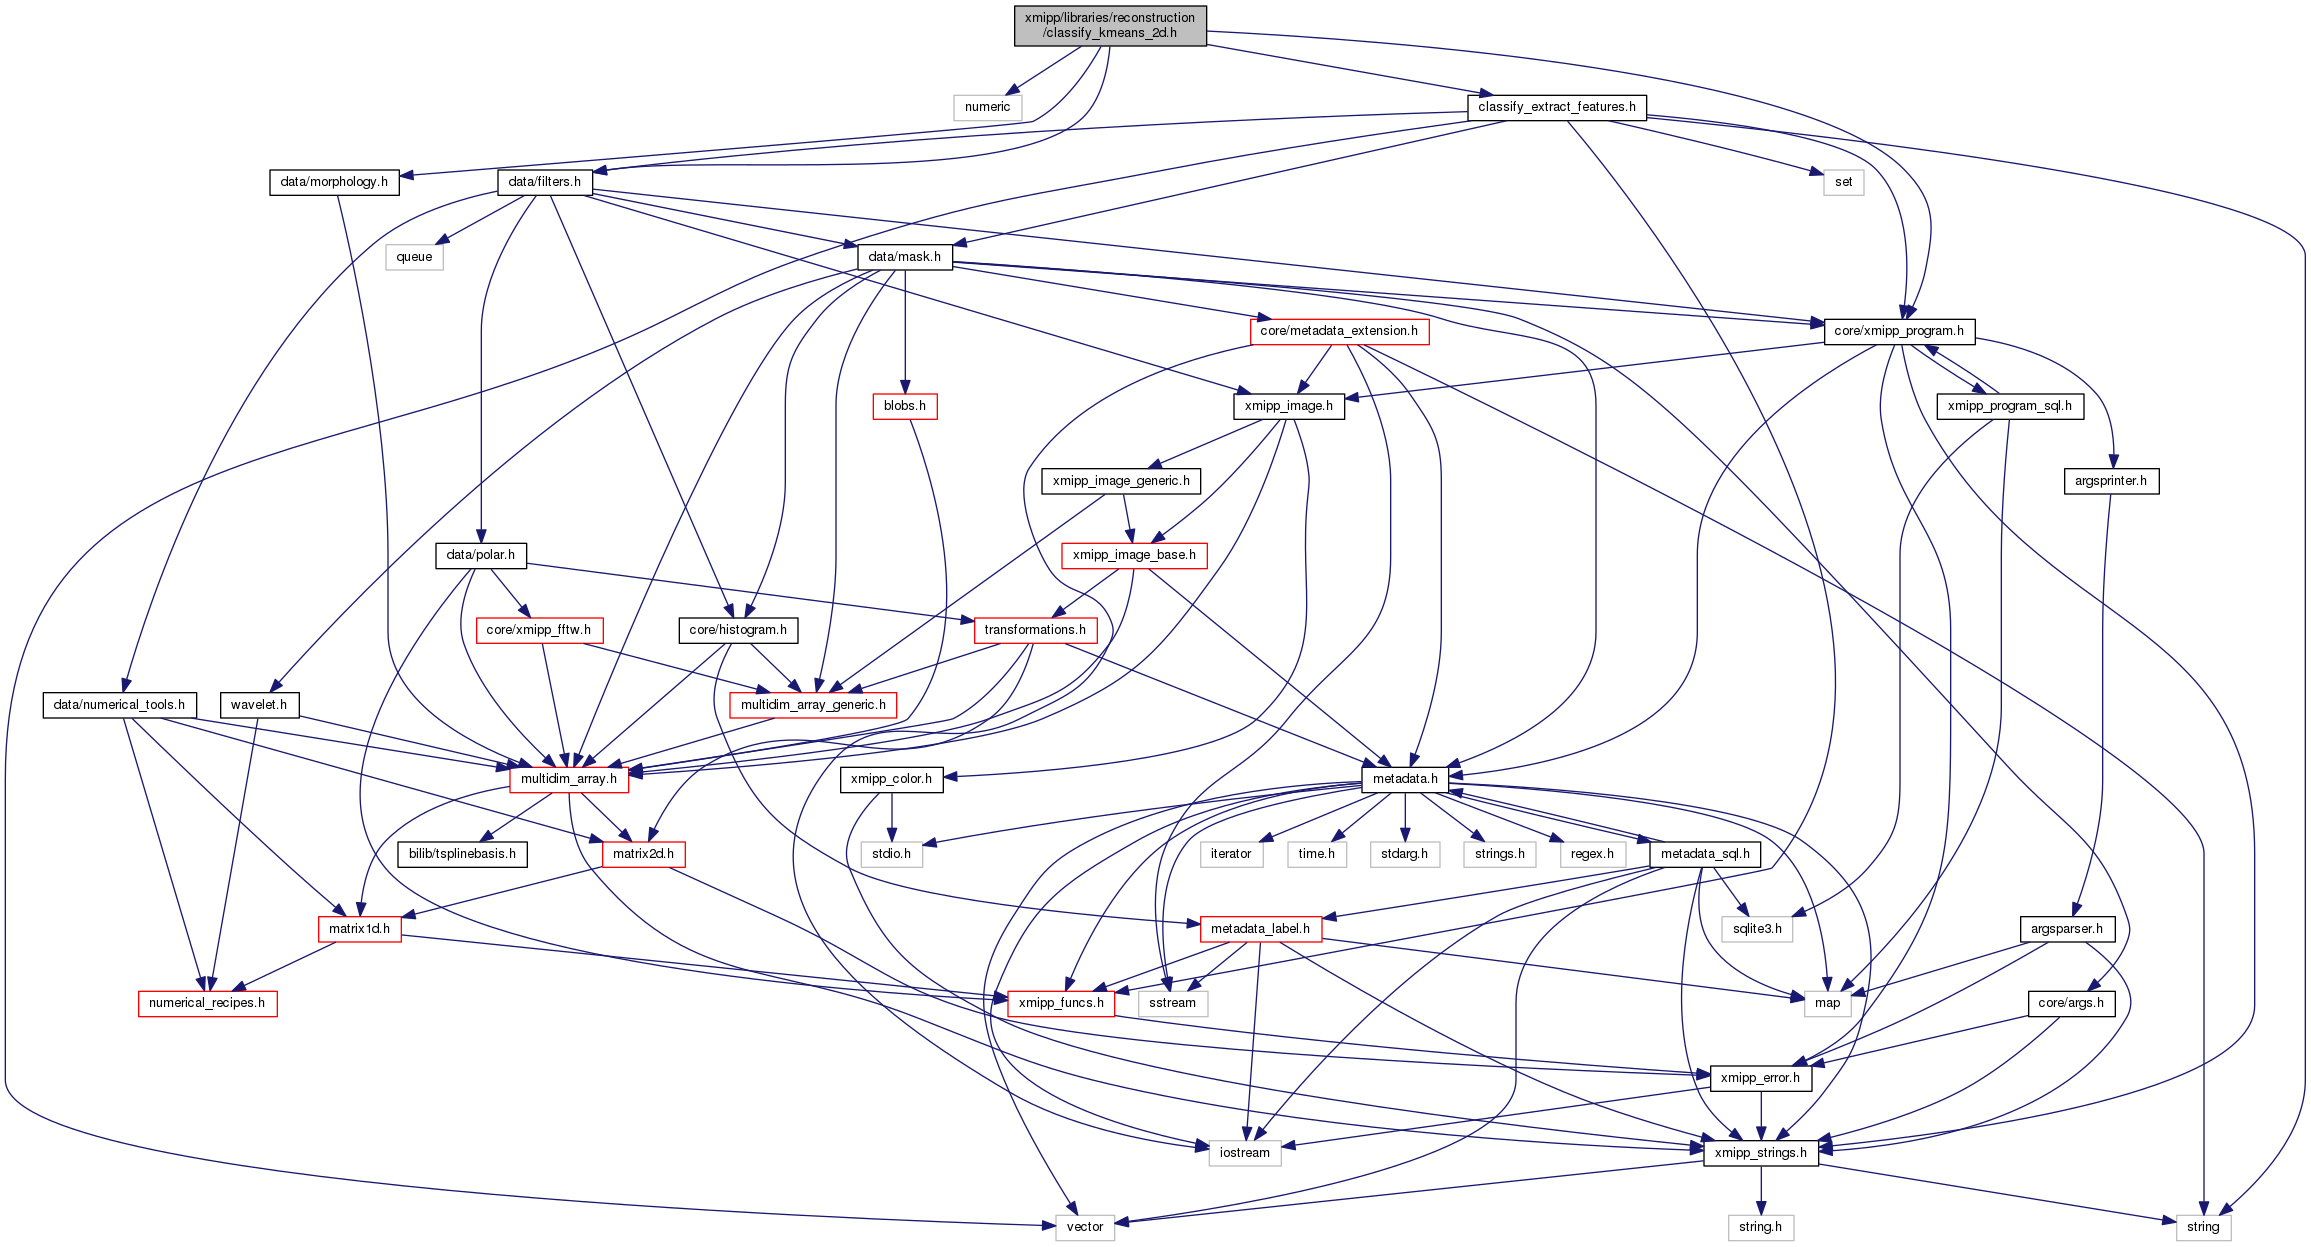 xmipp/libraries/reconstruction
/classify_kmeans_2d.h
numeric
classify_extract_features.h
data/morphology.h
data/filters.h
set
queue
data/mask.h
core/metadata_extension.h
core/xmipp_program.h
blobs.h
xmipp_image.h
xmipp_program_sql.h
xmipp_image_generic.h
argsprinter.h
data/polar.h
xmipp_image_base.h
core/xmipp_fftw.h
core/histogram.h
transformations.h
data/numerical_tools.h
wavelet.h
multidim_array_generic.h
multidim_array.h
xmipp_color.h
metadata.h
bilib/tsplinebasis.h
matrix2d.h
stdio.h
iterator
time.h
stdarg.h
strings.h
regex.h
metadata_sql.h
matrix1d.h
metadata_label.h
sqlite3.h
argsparser.h
numerical_recipes.h
xmipp_funcs.h
sstream
map
core/args.h
xmipp_error.h
iostream
xmipp_strings.h
vector
string.h
string